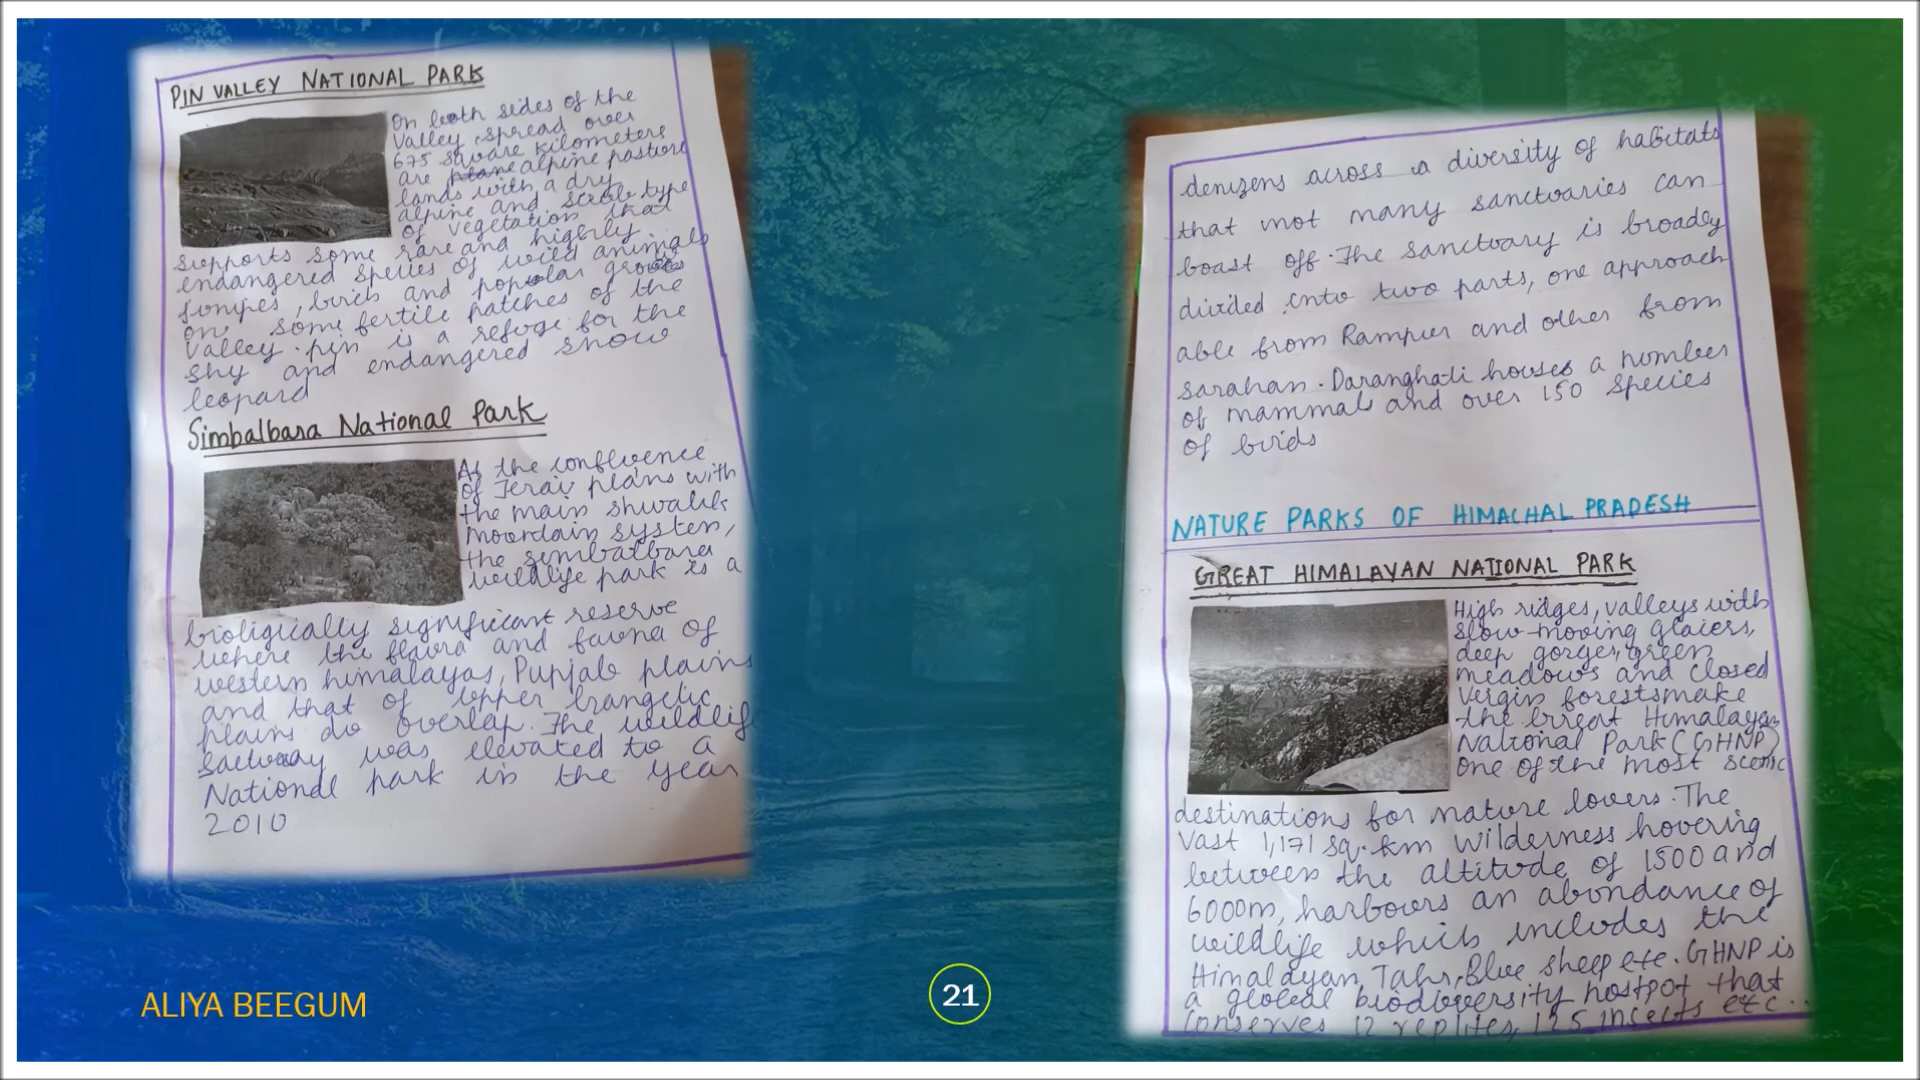 PIN VALLEY NATIONAL PARK
On both sides of the
Valley, spread over
675 square kilometers
are alpine pasture
lands with a dry
alpine and scrub type
of vegetation that
supports some rare and highly
endangered species of wild animals
Junipes, birch and popular groves
on some fertile patches of the
Valley. pin is a refuge for the
shy and endangered snow
leopard
Simbalbara National Park
At the confluence
of Terai plains with
the main shwalik
mountain system,
the simbalbara
wildlife park is a
biologically significant reserve
where the flaura and fauna of
western himalayas, Punjab plains
and that of upper Gangetic
plains do overlap. The wildlife
was elevated to a
National park in the year
2010
denizens across a diversity of habitats
that not many sanctuaries can
boast off. The sanctuary is broadly
divided into two parts, one approach
able from Rampur and other from
sarahan. Daranghati houses a number
of mammals and over 150 species
of birds
NATURE PARKS OF HIMACHAL PRADESH
GREAT HIMALAYAN NATIONAL PARK
High ridges, valleys with
slow moving glaiers,
deep gorges, green
meadows and closed
Vergin forestsmake
the Great Himalayan
National Park (GHNP)
one of the most scenic
destinations for nature lovers. The
vast 1,171 sq.km wilderness hovering
between the altitude of 1500 and
6000m, harbours an abondance of
wildlife which includes the
Himalayan Tahr, Blue sheep etc. GHNP is
a global biodiversity hostpot that
conserves 12 replites, 125 insects etc..
ALIYA BEEGUM
21